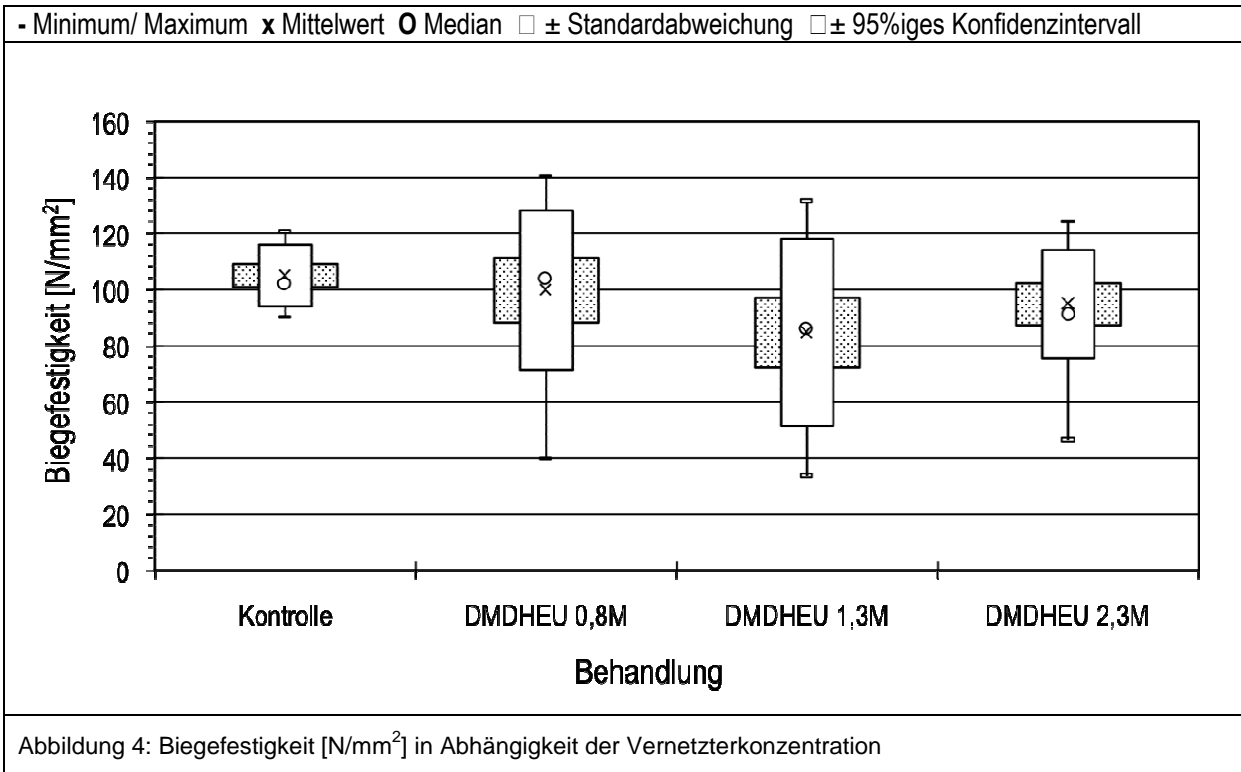 - Minimum/ Maximum x Mittelwert O Median □ ± Standardabweichung □ ± 95%iges Konfidenzintervall
160
140
120
100
80
60
40
20
0
Biegefestigkeit [N/mm²]
Kontrolle DMDHEU 0,8M DMDHEU 1,3M DMDHEU 2,3M
Behandlung
Abbildung 4: Biegefestigkeit [N/mm²] in Abhängigkeit der Vernetzterkonzentration